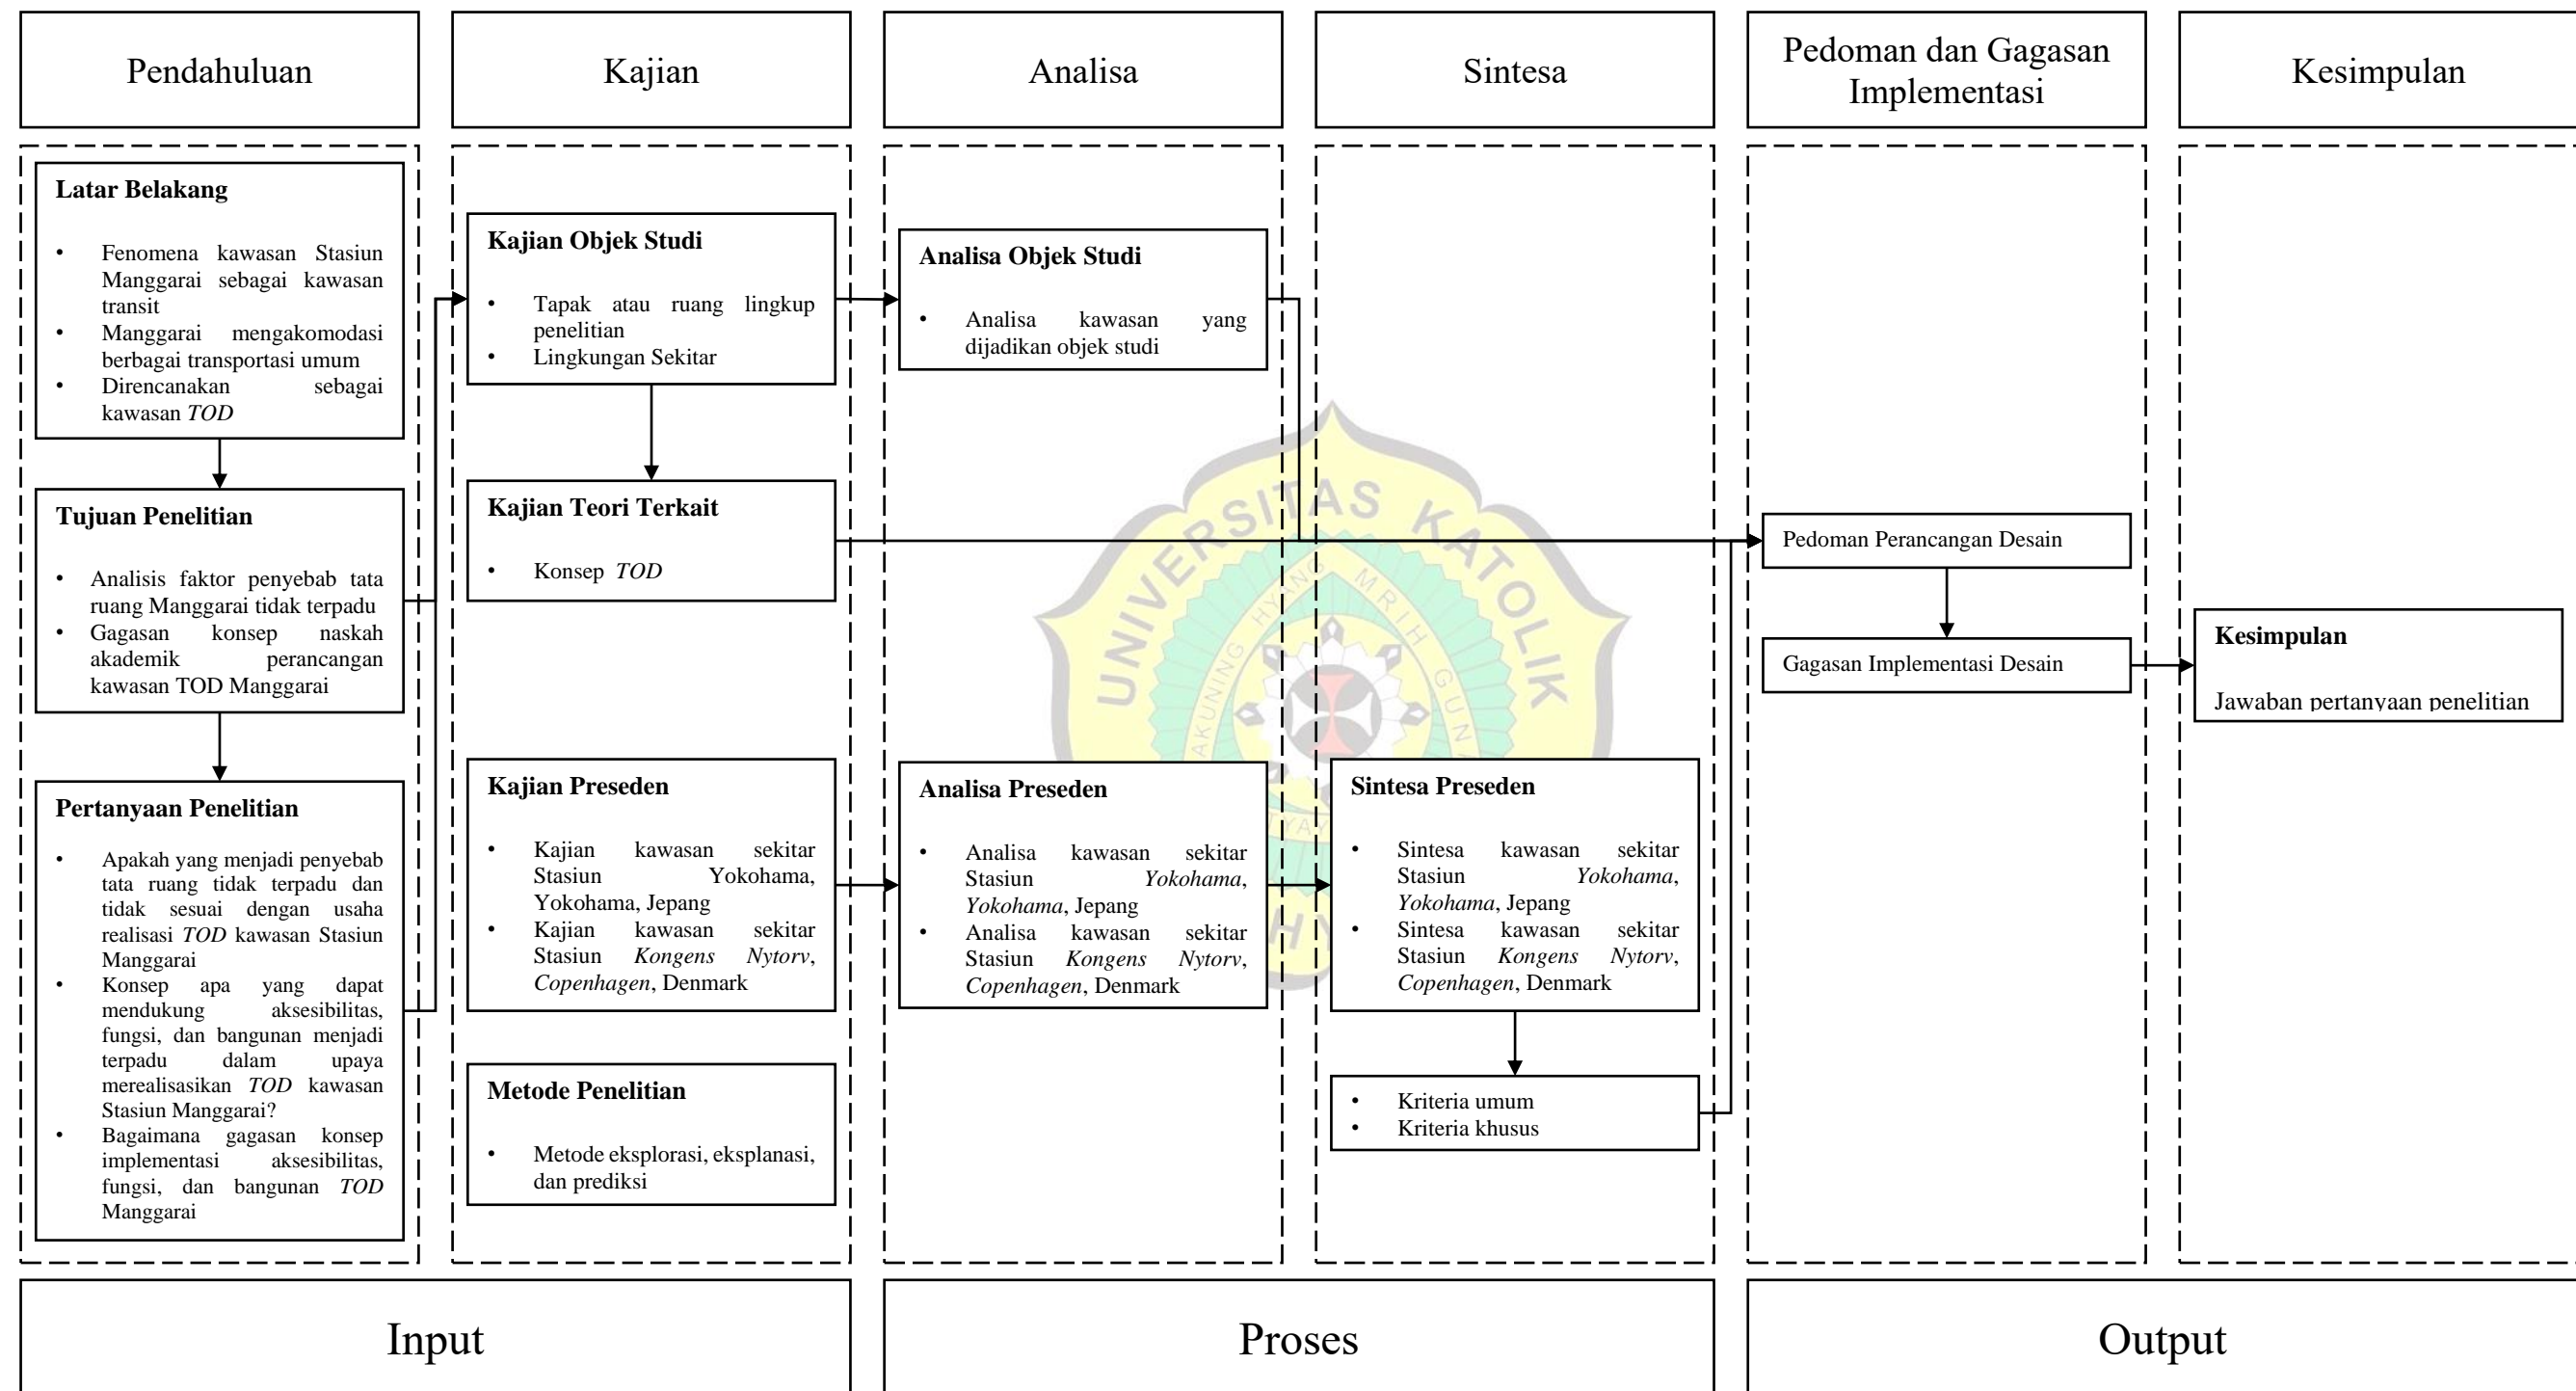 Pendahuluan
Kajian
Analisa
Sintesa
Pedoman dan Gagasan
Implementasi
Kesimpulan
Latar Belakang
• Fenomena kawasan Stasiun
Manggarai sebagai kawasan
transit
• Manggarai mengakomodasi
berbagai transportasi umum
• Direncanakan sebagai
kawasan TOD
Tujuan Penelitian
• Analisis faktor penyebab tata
ruang Manggarai tidak terpadu
• Gagasan konsep naskah
akademik perancangan
kawasan TOD Manggarai
Pertanyaan Penelitian
• Apakah yang menjadi penyebab
tata ruang tidak terpadu dan
tidak sesuai dengan usaha
realisasi TOD kawasan Stasiun
Manggarai
• Konsep apa yang dapat
mendukung aksesibilitas,
fungsi, dan bangunan menjadi
terpadu dalam upaya
merealisasikan TOD kawasan
Stasiun Manggarai?
• Bagaimana gagasan konsep
implementasi aksesibilitas,
fungsi, dan bangunan TOD
Manggarai
Kajian Objek Studi
• Tapak atau ruang lingkup
penelitian
• Lingkungan Sekitar
Kajian Teori Terkait
• Konsep TOD
Kajian Preseden
• Kajian kawasan sekitar
Stasiun Yokohama,
Yokohama, Jepang
• Kajian kawasan sekitar
Stasiun Kongens Nytorv,
Copenhagen, Denmark
Metode Penelitian
• Metode eksplorasi, eksplanasi,
dan prediksi
Analisa Objek Studi
• Analisa kawasan yang
dijadikan objek studi
Analisa Preseden
• Analisa kawasan sekitar
Stasiun Yokohama,
Yokohama, Jepang
• Analisa kawasan sekitar
Stasiun Kongens Nytorv,
Copenhagen, Denmark
Sintesa Preseden
• Sintesa kawasan sekitar
Stasiun Yokohama,
Yokohama, Jepang
• Sintesa kawasan sekitar
Stasiun Kongens Nytorv,
Copenhagen, Denmark
• Kriteria umum
• Kriteria khusus
Pedoman Perancangan Desain
Gagasan Implementasi Desain
Kesimpulan
Jawaban pertanyaan penelitian
UNIVERSITAS KATOLIK
HYANG MRIH GUNA
Input
Proses
Output